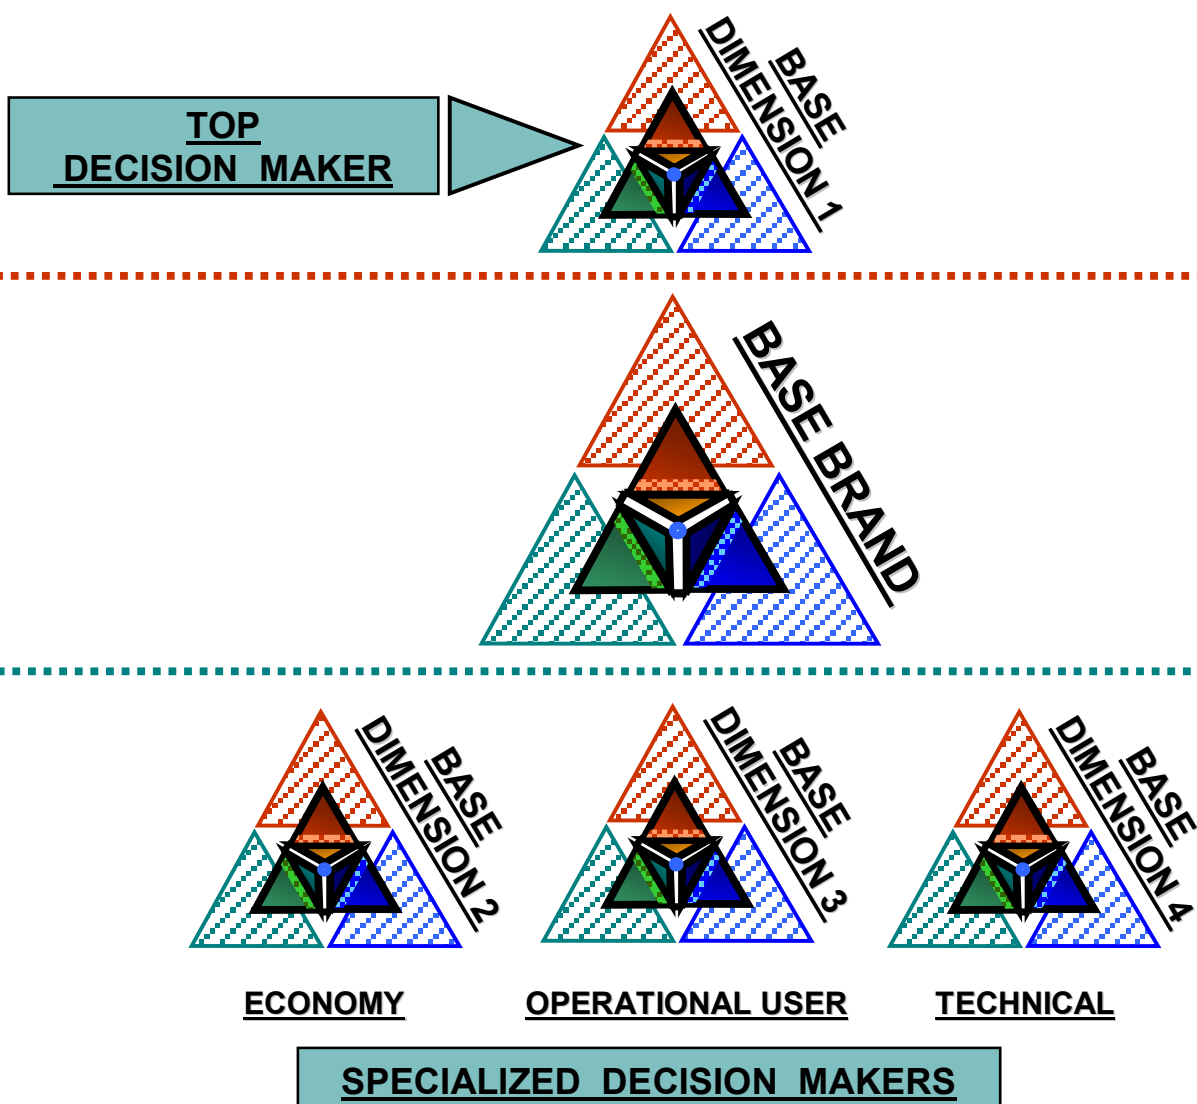 TOP
DECISION MAKER
BASE
DIMENSION 1
BASE BRAND
BASE
DIMENSION 2
BASE
DIMENSION 3
BASE
DIMENSION 4
ECONOMY
OPERATIONAL USER
TECHNICAL
SPECIALIZED DECISION MAKERS